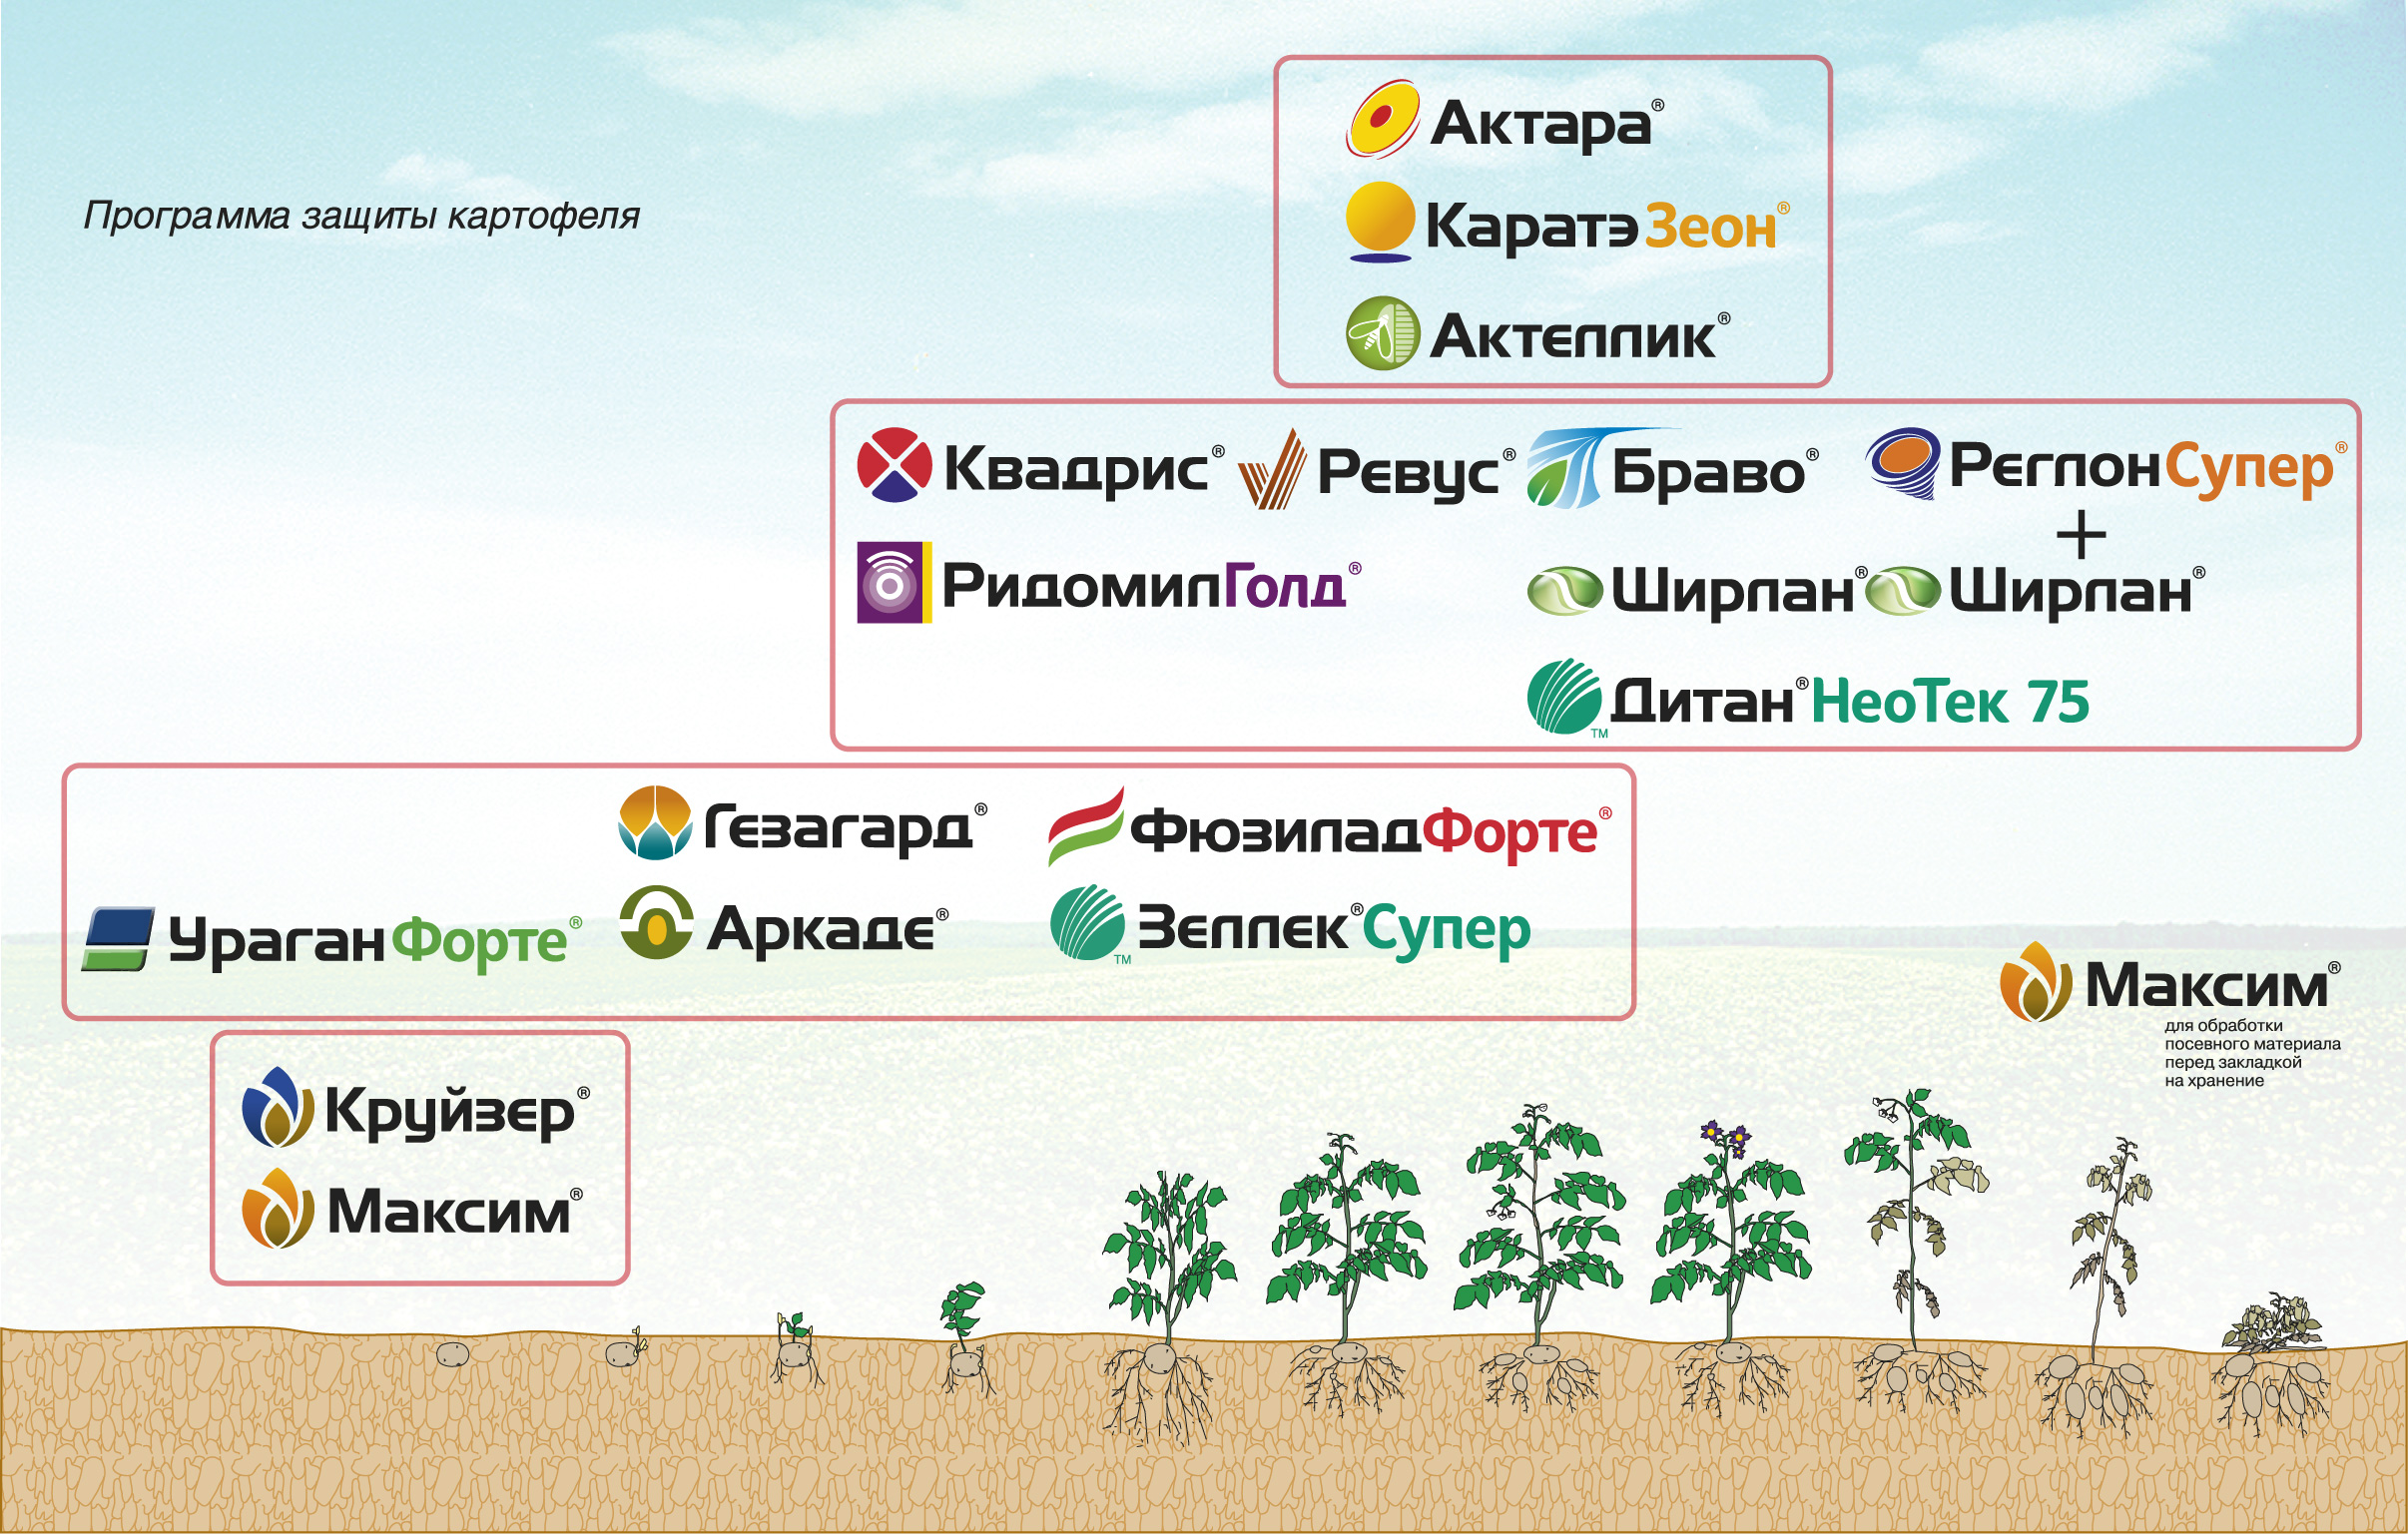 Программа защиты картофеля
Актара®
Каратэ Зеон®
Актеллик®
Квадрис® Ревус® Браво® Реглон Супер®
+
Ридомил Голд® Ширлан® Ширлан®
Дитан® НеоТек 75
TM
Гезагард® Фюзилад Форте®
Ураган Форте® Аркаде® Зеллек® Супер
TM
Максим®
для обработки
посевного материала
перед закладкой
на хранение
Круйзер®
Максим®